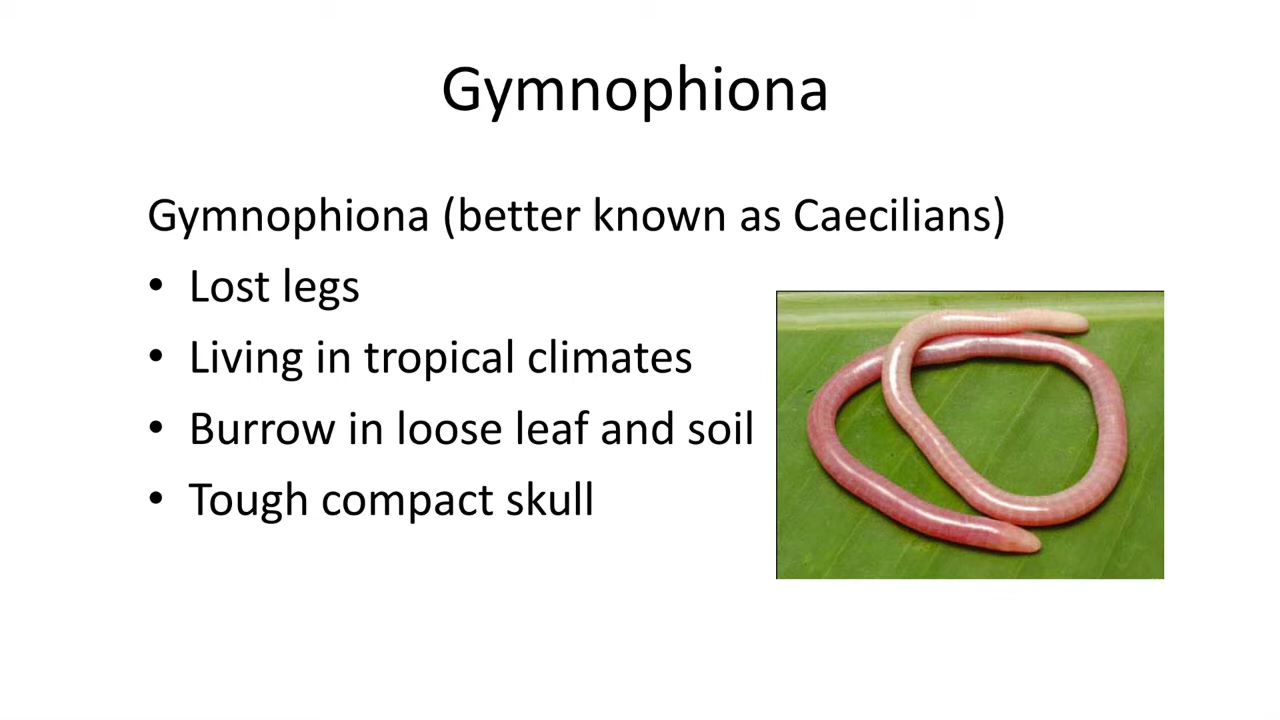 Gymnophiona
Gymnophiona (better known as Caecilians)
• Lost legs
• Living in tropical climates
• Burrow in loose leaf and soil
• Tough compact skull